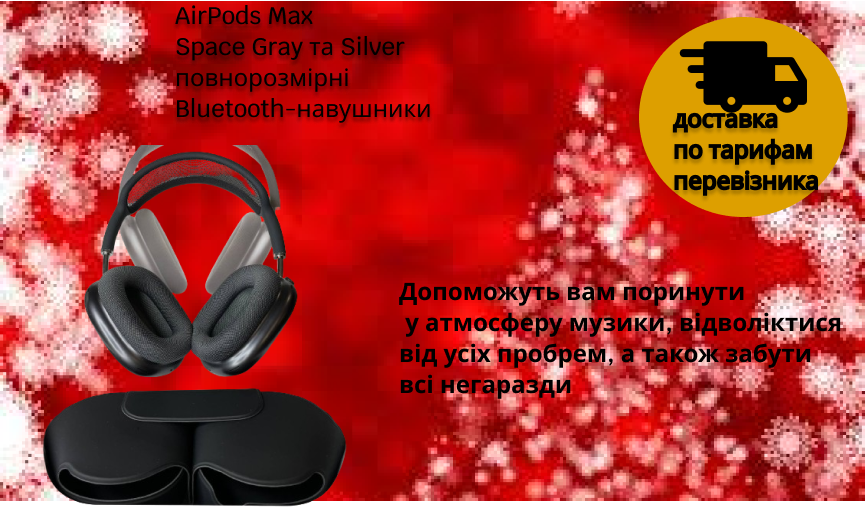 AirPods Max
Space Gray та Silver
повнорозмірні
Bluetooth-навушники
доставка
по тарифам
перевізника
Допоможуть вам поринути
у атмосферу музики, відволіктися
від усіх пробрем, а також забути
всі негаразди